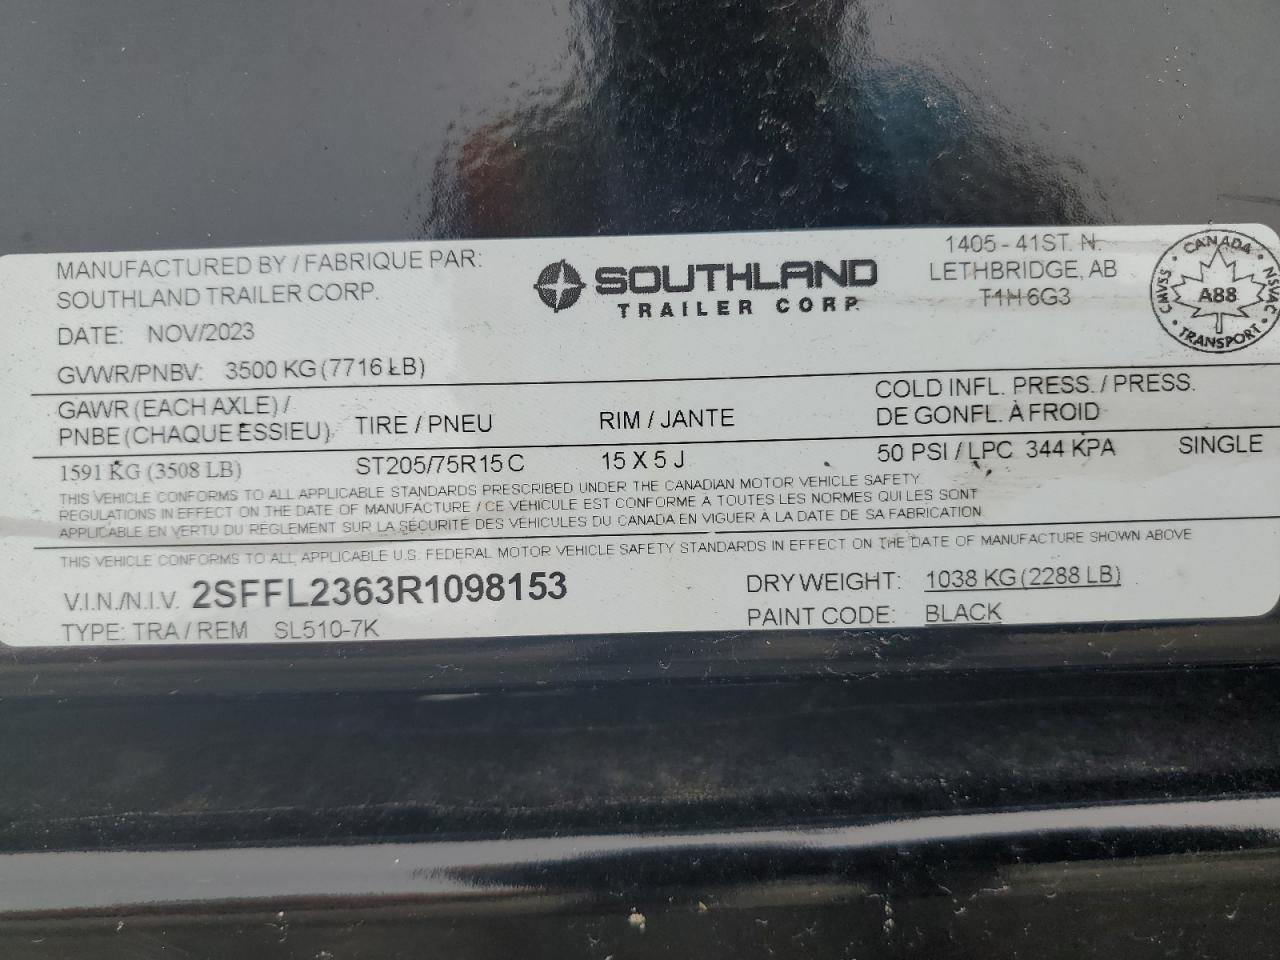 MANUFACTURED BY / FABRIQUE PAR:
SOUTHLAND TRAILER CORP.
DATE: NOV/2023
GVWR/PNBV: 3500 KG (7716 LB)
SOUTHLAND
TRAILER CORP.
1405 - 41ST. N.
LETHBRIDGE, AB
T1H 6G3
CANADA
CMVSS
A88
NSVAC
TRANSPORT
GAWR (EACH AXLE) /
PNBE (CHAQUE ESSIEU)
TIRE / PNEU
RIM / JANTE
COLD INFL. PRESS. / PRESS.
DE GONFL. À FROID
1591 KG (3508 LB)
ST205/75R15 C
15 X 5 J
50 PSI / LPC 344 KPA
SINGLE
THIS VEHICLE CONFORMS TO ALL APPLICABLE STANDARDS PRESCRIBED UNDER THE CANADIAN MOTOR VEHICLE SAFETY
REGULATIONS IN EFFECT ON THE DATE OF MANUFACTURE / CE VÉHICULE EST CONFORME À TOUTES LES NORMES QUI LES SONT
APPLICABLE EN VERTU DU RÈGLEMENT SUR LA SÉCURITÉ DES VÉHICULES DU CANADA EN VIGUER À LA DATE DE SA FABRICATION
THIS VEHICLE CONFORMS TO ALL APPLICABLE U.S. FEDERAL MOTOR VEHICLE SAFETY STANDARDS IN EFFECT ON THE DATE OF MANUFACTURE SHOWN ABOVE
V.I.N./N.I.V. 2SFFL2363R1098153
TYPE: TRA / REM SL510-7K
DRY WEIGHT: 1038 KG (2288 LB)
PAINT CODE: BLACK